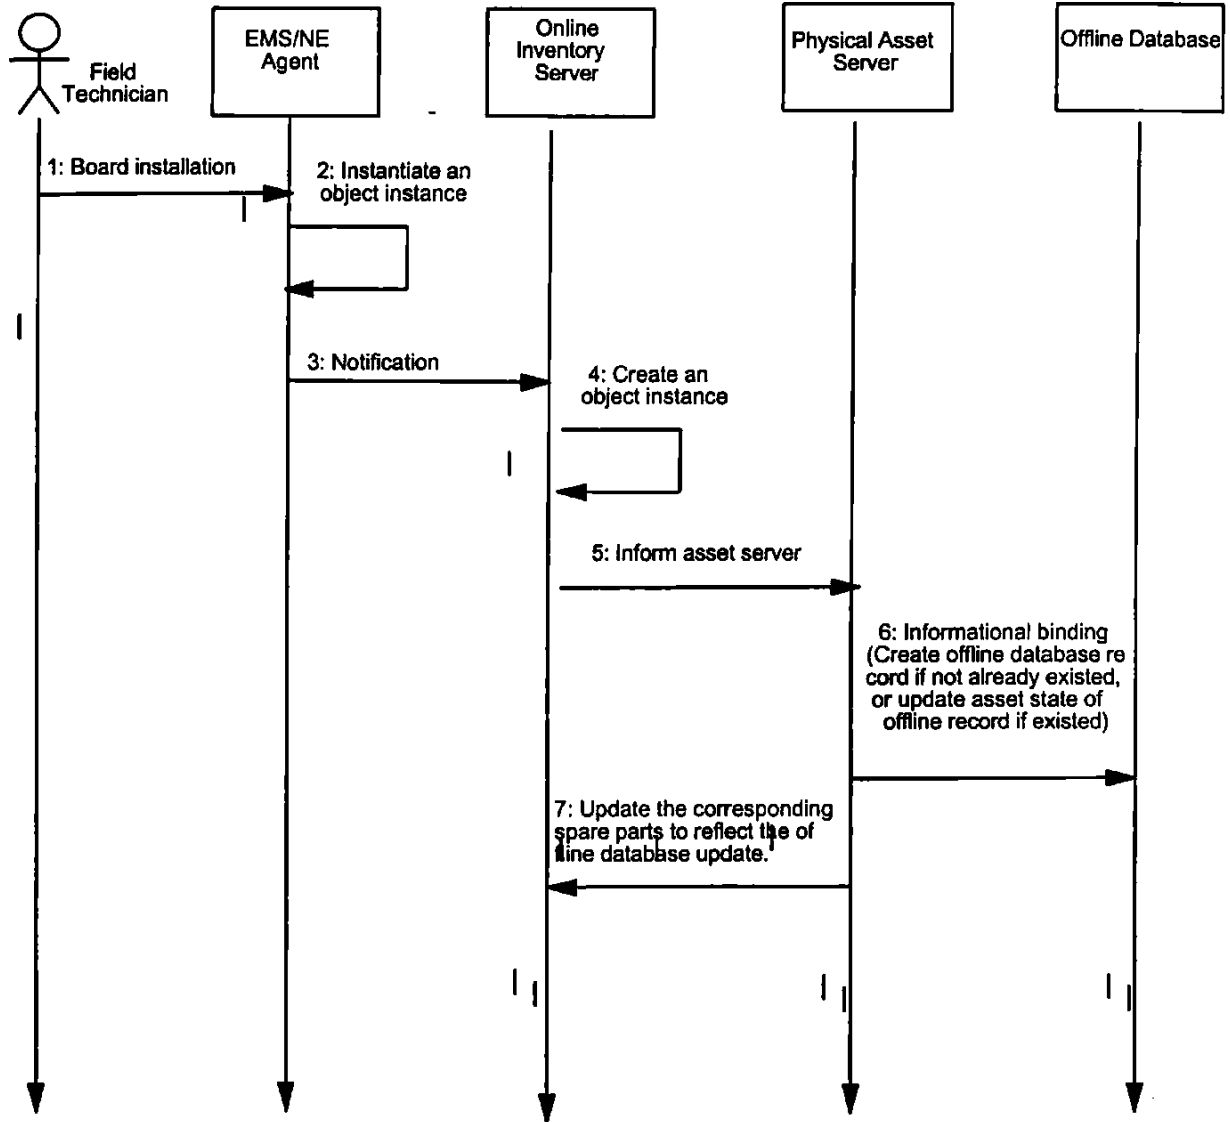 Field
Technician
EMS/NE
Agent
Online
Inventory
Server
Physical Asset
Server
Offline Database
1: Board installation
2: Instantiate an
object instance
3: Notification
4: Create an
object instance
5: Inform asset server
6: Informational binding
(Create offline database re
cord if not already existed,
or update asset state of
offline record if existed)
7: Update the corresponding
spare parts to reflect the of
fline database update.